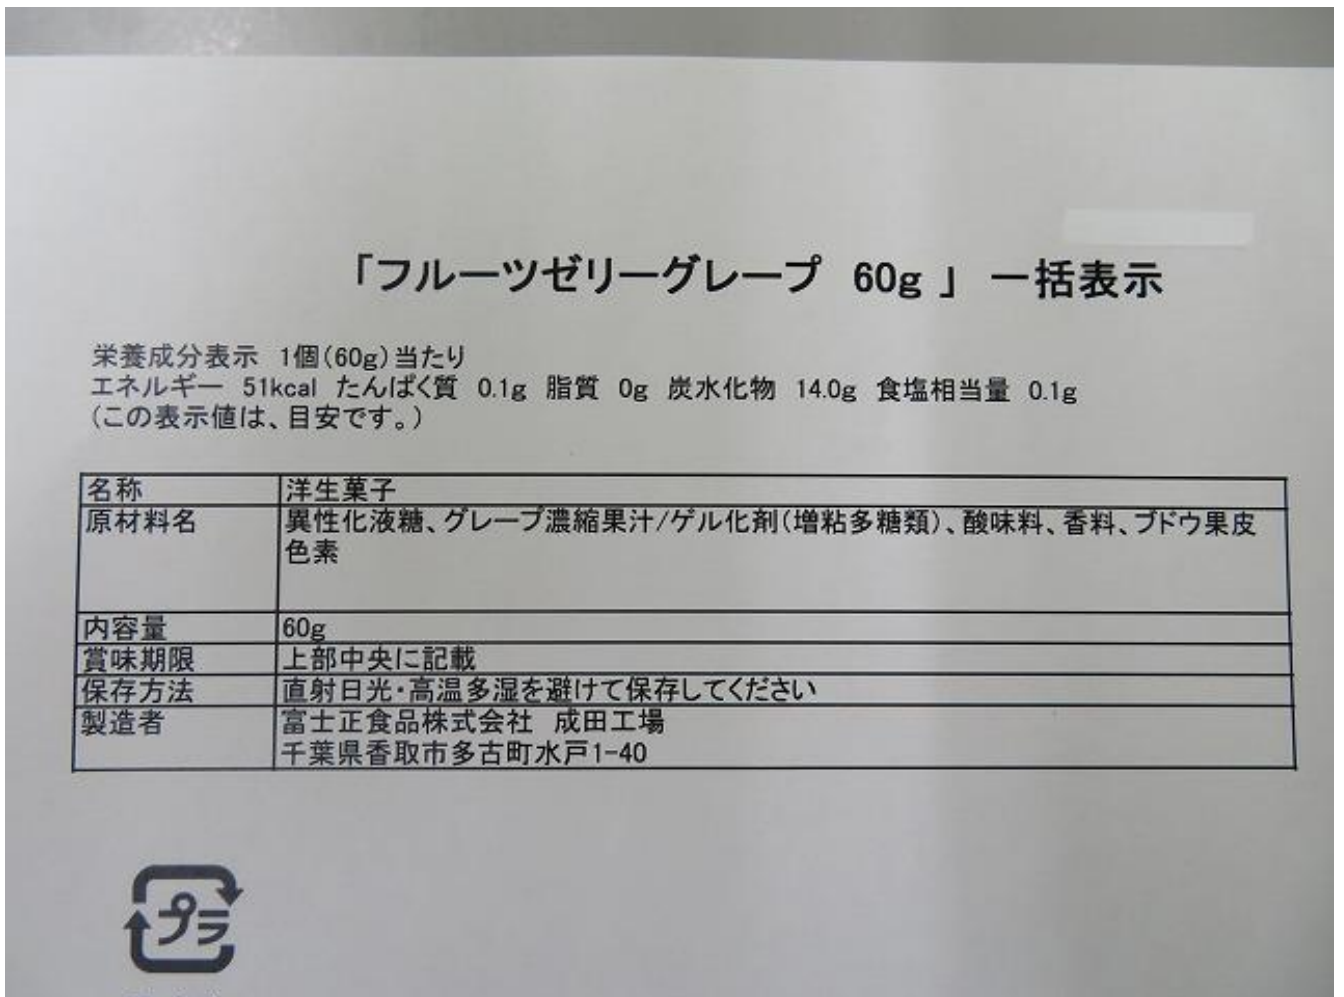 「フルーツゼリーグレープ 60g 」 一括表示
栄養成分表示 1個(60g)当たり
エネルギー 51kcal たんぱく質 0.1g 脂質 0g 炭水化物 14.0g 食塩相当量 0.1g
(この表示値は、目安です。)
名称 洋生菓子
原材料名 異性化液糖、グレープ濃縮果汁/ゲル化剤(増粘多糖類)、酸味料、香料、ブドウ果皮
色素
内容量 60g
賞味期限 上部中央に記載
保存方法 直射日光・高温多湿を避けて保存してください
製造者 富士正食品株式会社 成田工場
千葉県香取市多古町水戸1-40
プラ